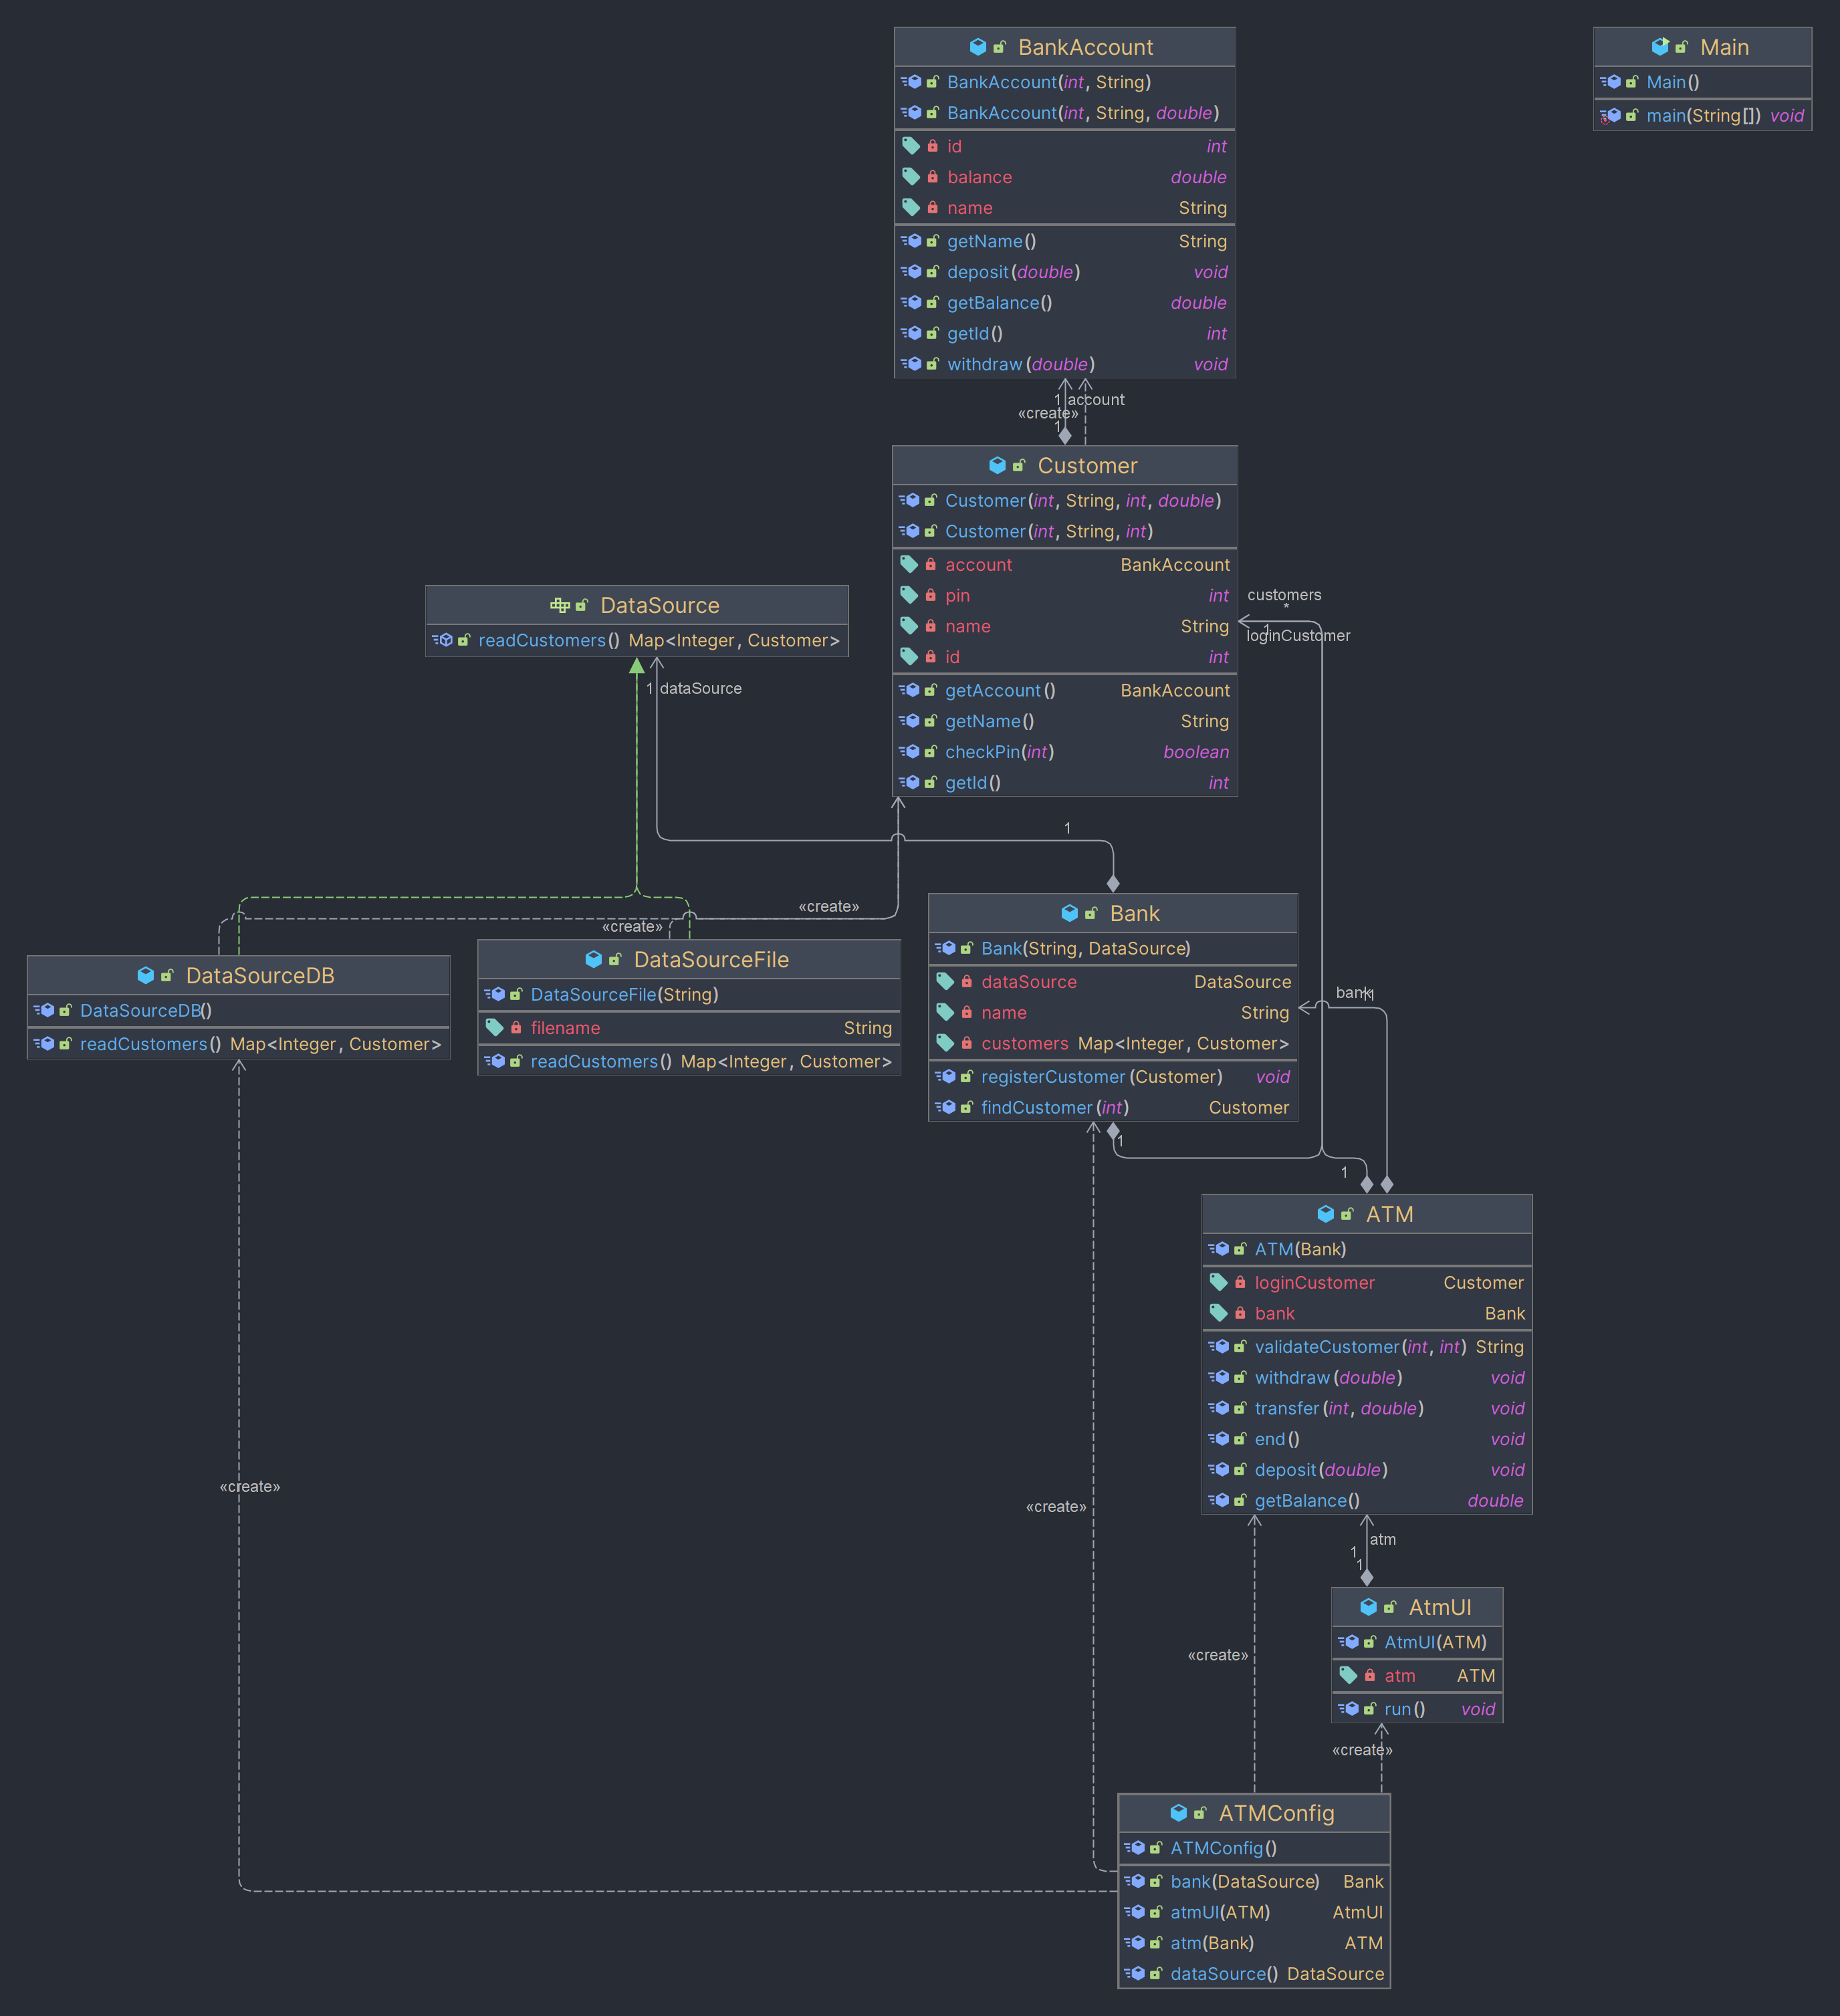 BankAccount
BankAccount(int, String)
BankAccount(int, String, double)
id int
balance double
name String
getName() String
deposit(double) void
getBalance() double
getId() int
withdraw(double) void
Main
Main()
main(String[]) void
1 account
«create»
1
Customer
Customer(int, String, int, double)
Customer(int, String, int)
account BankAccount
pin int
name String
id int
getAccount() BankAccount
getName() String
checkPin(int) boolean
getId() int
customers
*
1
loginCustomer
DataSource
readCustomers() Map<Integer, Customer>
1 dataSource
1
«create»
«create»
DataSourceDB
DataSourceDB()
readCustomers() Map<Integer, Customer>
DataSourceFile
DataSourceFile(String)
filename String
readCustomers() Map<Integer, Customer>
Bank
Bank(String, DataSource)
dataSource DataSource
name String
customers Map<Integer, Customer>
registerCustomer(Customer) void
findCustomer(int) Customer
bank
1
1
1
1
ATM
ATM(Bank)
loginCustomer Customer
bank Bank
validateCustomer(int, int) String
withdraw(double) void
transfer(int, double) void
end() void
deposit(double) void
getBalance() double
«create»
«create»
atm
1
1
«create»
AtmUI
AtmUI(ATM)
atm ATM
run() void
«create»
ATMConfig
ATMConfig()
bank(DataSource) Bank
atmUI(ATM) AtmUI
atm(Bank) ATM
dataSource() DataSource